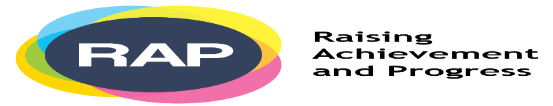 RAP
Raising
Achievement
and Progress